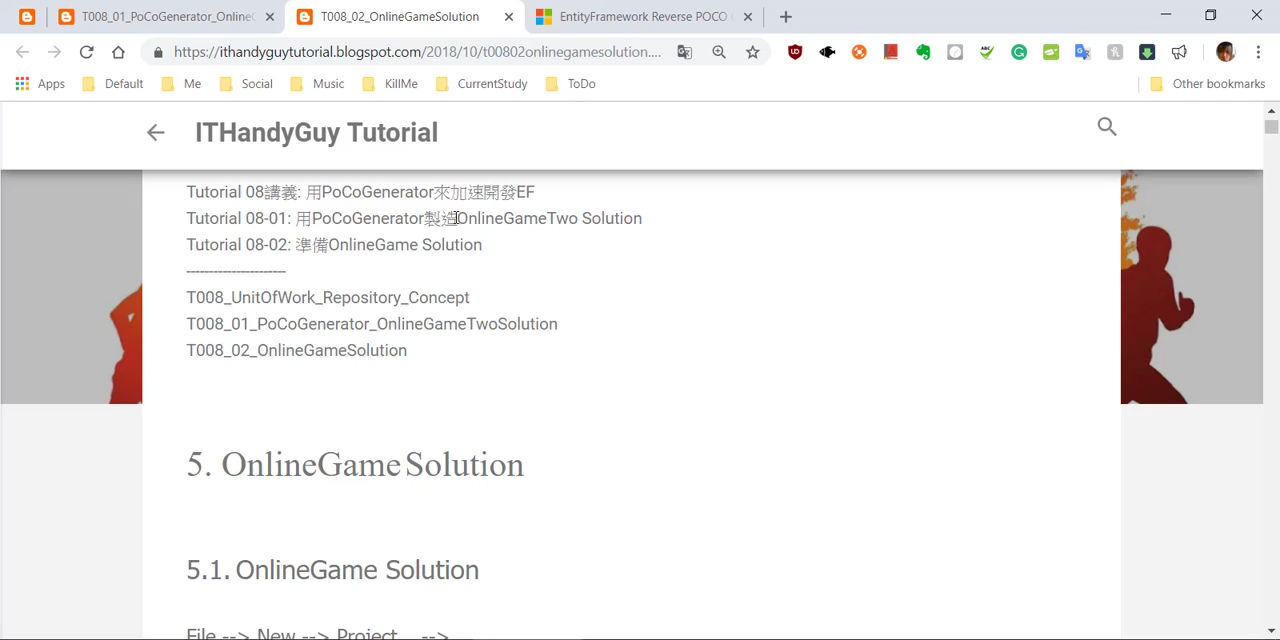 T008_01_PoCoGenerator_OnlineG
T008_02_OnlineGameSolution
EntityFramework Reverse POCO
https://ithandyguytutorial.blogspot.com/2018/10/t00802onlinegamesolution....
Apps
Default
Me
Social
Music
KillMe
CurrentStudy
ToDo
Other bookmarks
ITHandyGuy Tutorial
Tutorial 08講義: 用PoCoGenerator來加速開發EF
Tutorial 08-01: 用PoCoGenerator製造OnlineGameTwo Solution
Tutorial 08-02: 準備OnlineGame Solution
---------------------
T008_UnitOfWork_Repository_Concept
T008_01_PoCoGenerator_OnlineGameTwoSolution
T008_02_OnlineGameSolution
5. OnlineGame Solution
5.1. OnlineGame Solution
File --> New --> Project... -->